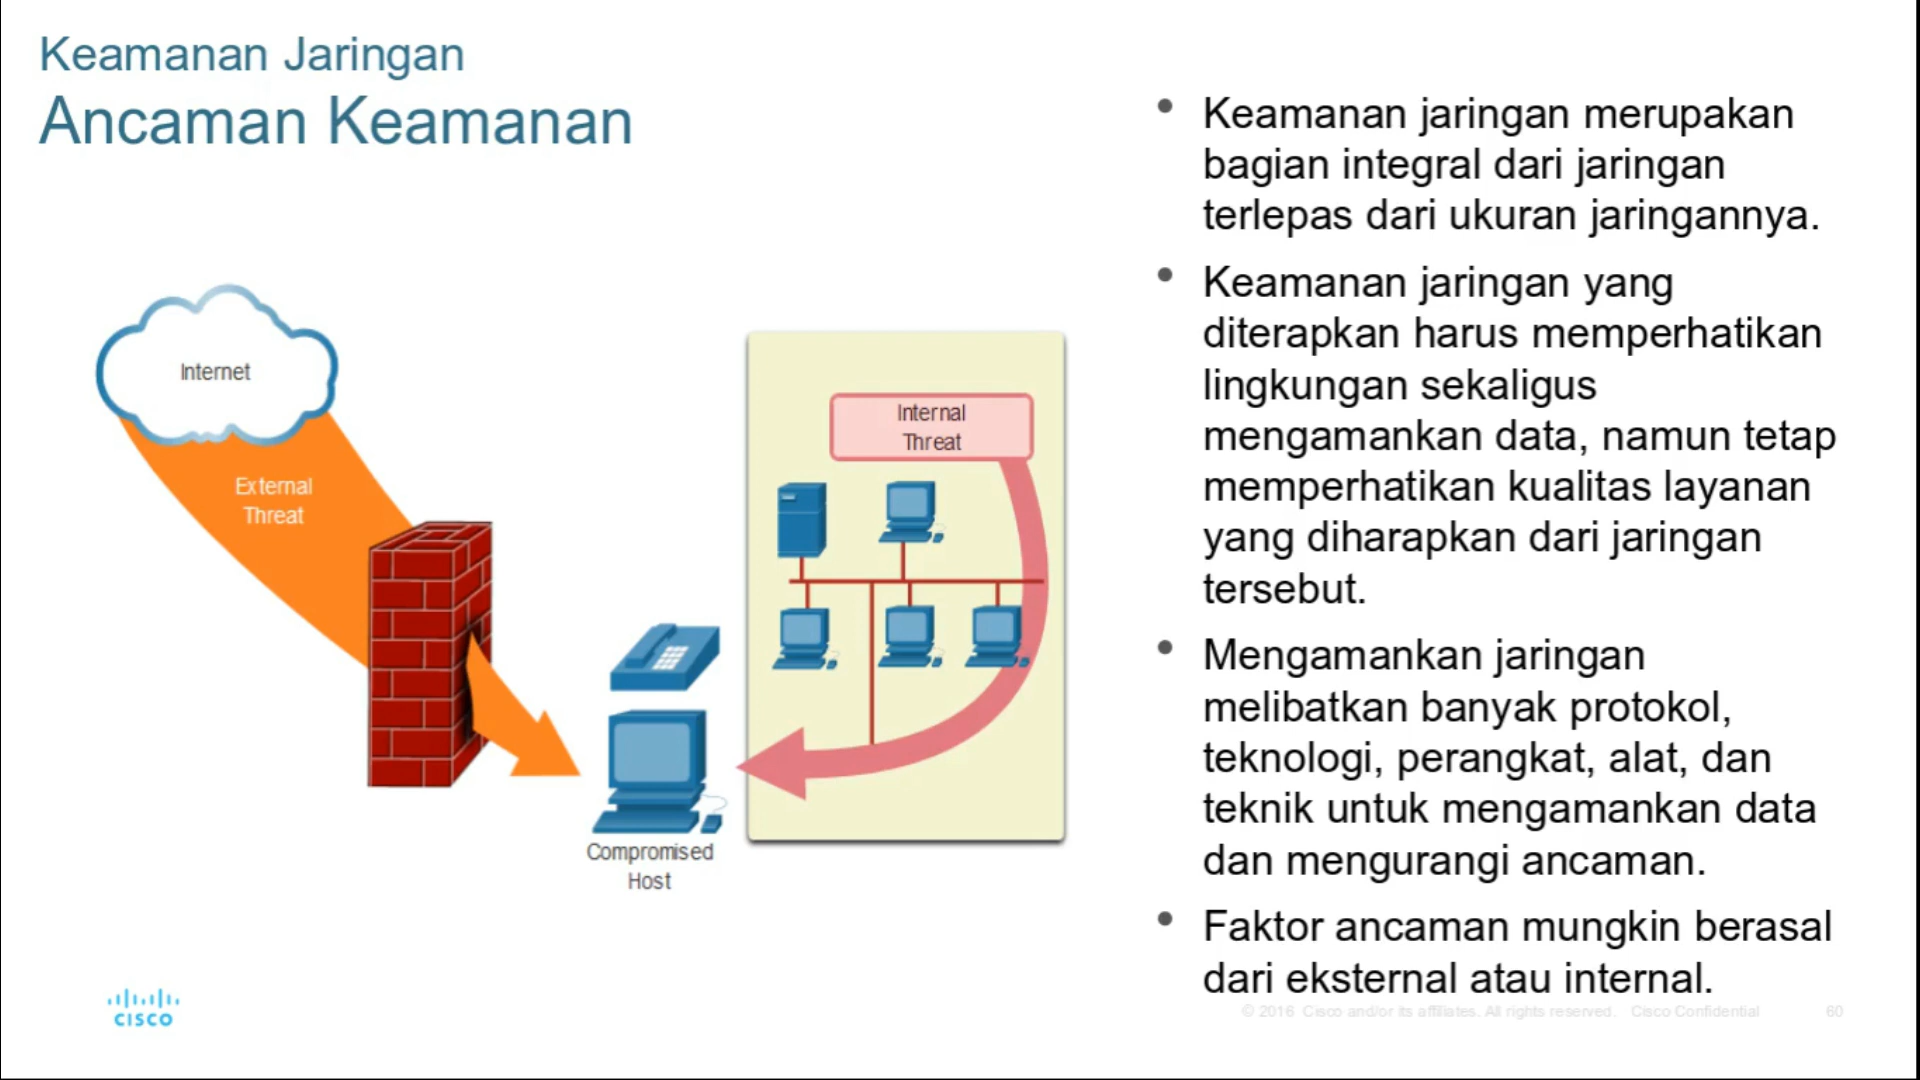 Keamanan Jaringan
Ancaman Keamanan
Internet
External
Threat
Internal
Threat
Compromised
Host
• Keamanan jaringan merupakan
bagian integral dari jaringan
terlepas dari ukuran jaringannya.
• Keamanan jaringan yang
diterapkan harus memperhatikan
lingkungan sekaligus
mengamankan data, namun tetap
memperhatikan kualitas layanan
yang diharapkan dari jaringan
tersebut.
• Mengamankan jaringan
melibatkan banyak protokol,
teknologi, perangkat, alat, dan
teknik untuk mengamankan data
dan mengurangi ancaman.
• Faktor ancaman mungkin berasal
dari eksternal atau internal.
CISCO
© 2016 Cisco and/or its affiliates. All rights reserved. Cisco Confidential 60